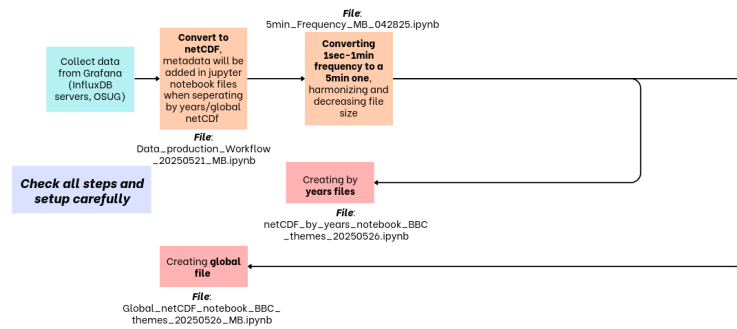 File:
5min_Frequency_MB_042825.ipynb
Collect data
from Grafana
(InfluxDB
servers, OSUG)
Convert to
netCDF,
metadata will be
added in jupyter
notebook files
when seperating
by years/global
netCDf
Converting
1sec-1min
frequency to a
5min one,
harmonizing and
decreasing file
size
File:
Data_production_Workflow
_20250521_MB.ipynb
Check all steps and
setup carefully
Creating by
years files
File:
netCDF_by_years_notebook_BBC
_themes_20250526.ipynb
Creating global
file
File:
Global_netCDF_notebook_BBC_
themes_20250526_MB.ipynb